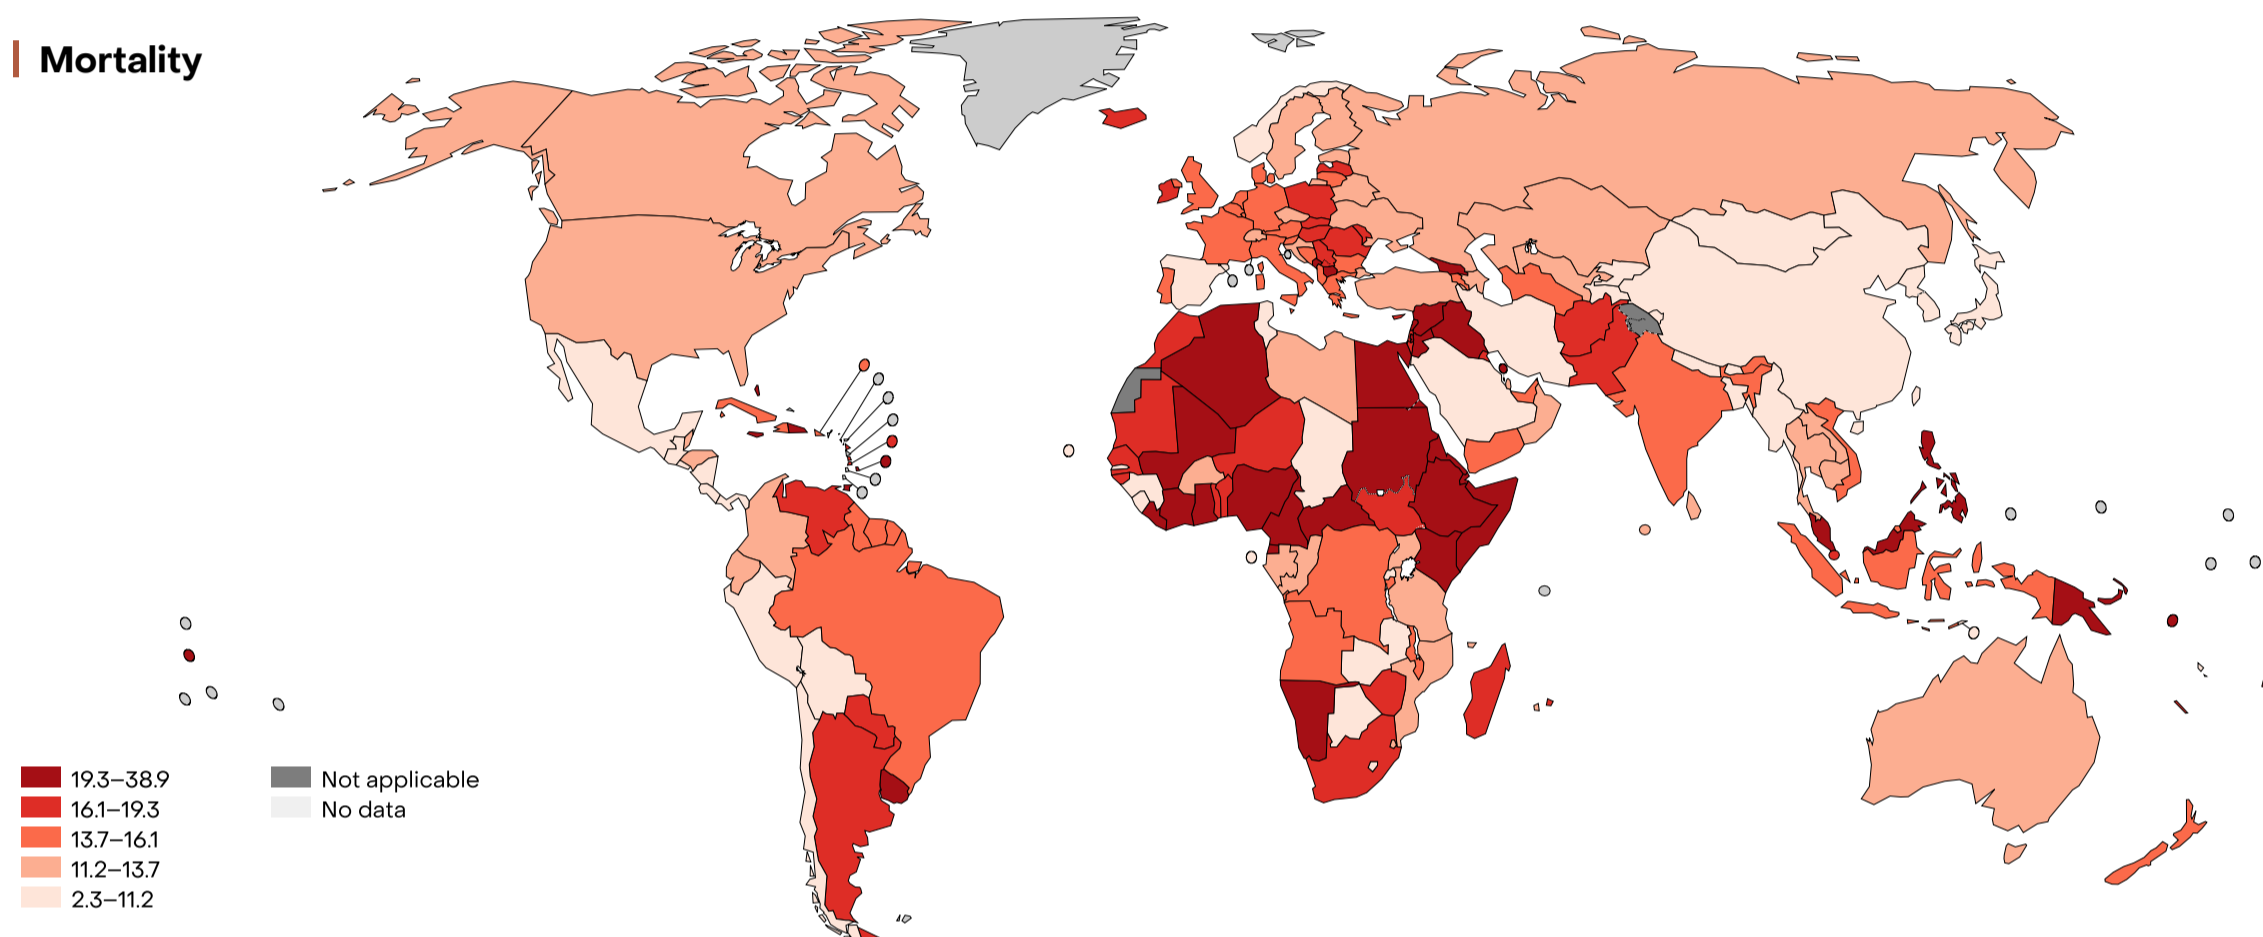 Mortality
19.3–38.9
16.1–19.3
13.7–16.1
11.2–13.7
2.3–11.2
Not applicable
No data